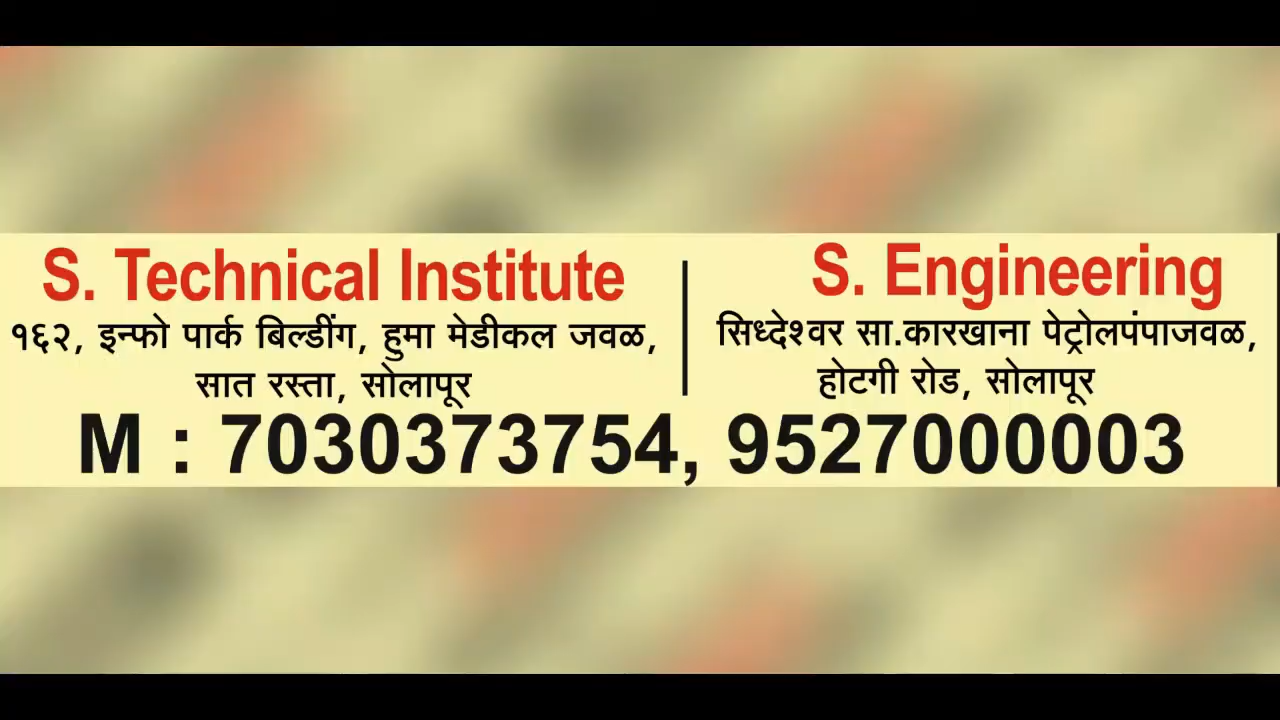 S. Technical Institute
१६२, इन्फो पार्क बिल्डींग, हुमा मेडीकल जवळ,
सात रस्ता, सोलापूर
S. Engineering
सिध्देश्वर सा.कारखाना पेट्रोलपंपाजवळ,
होटगी रोड, सोलापूर
M : 7030373754, 9527000003